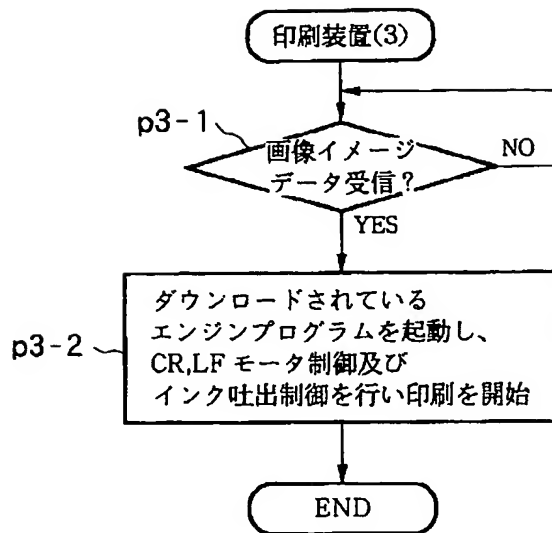 印刷装置(3)
p3-1
画像イメージ
データ受信?
NO
YES
p3-2
ダウンロードされている
エンジンプログラムを起動し、
CR,LF モータ制御及び
インク吐出制御を行い印刷を開始
END